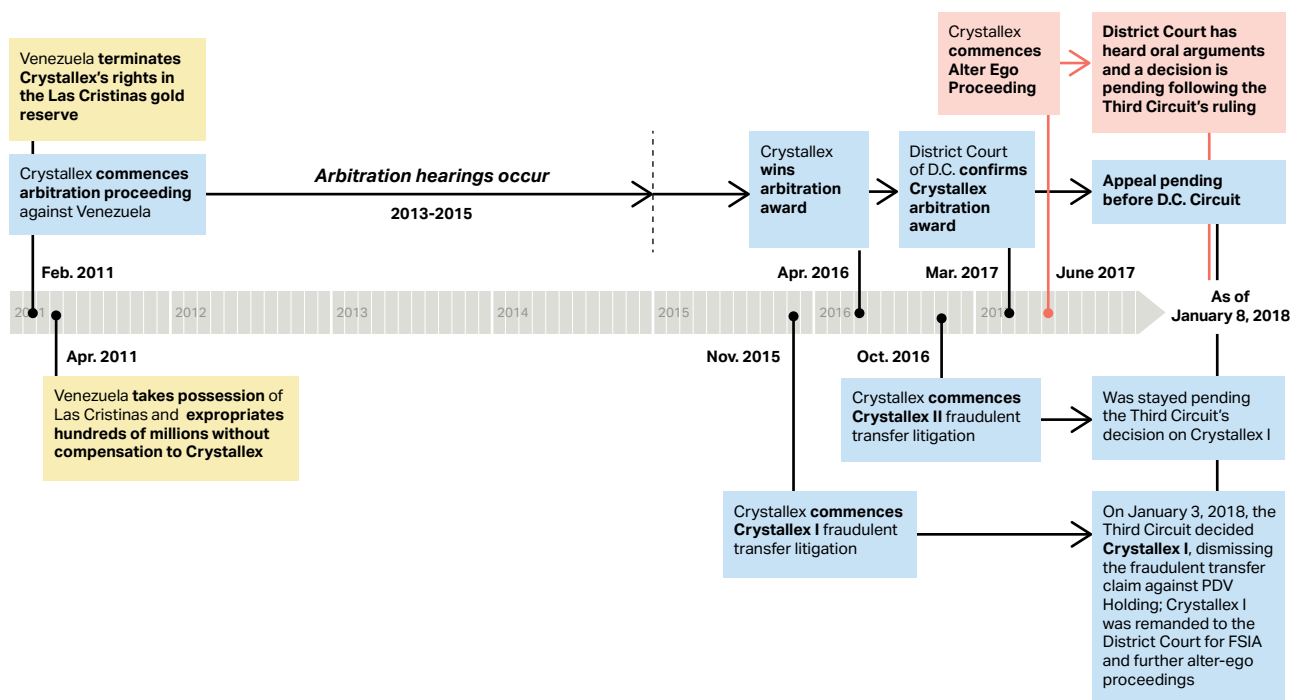 Venezuela terminates
Crystallex's rights in
the Las Cristinas gold
reserve
Crystallex commences
arbitration proceeding
against Venezuela
Arbitration hearings occur
2013-2015
Crystallex
wins
arbitration
award
District Court
of D.C. confirms
Crystallex
arbitration
award
Crystallex
commences
Alter Ego
Proceeding
District Court has
heard oral arguments
and a decision is
pending following the
Third Circuit's ruling
Appeal pending
before D.C. Circuit
Feb. 2011
Apr. 2016
Mar. 2017
June 2017
2011
2012
2013
2014
2015
2016
2017
As of
January 8, 2018
Apr. 2011
Nov. 2015
Oct. 2016
Venezuela takes possession of
Las Cristinas and expropriates
hundreds of millions without
compensation to Crystallex
Crystallex commences
Crystallex II fraudulent
transfer litigation
Was stayed pending
the Third Circuit's
decision on Crystallex I
Crystallex commences
Crystallex I fraudulent
transfer litigation
On January 3, 2018, the
Third Circuit decided
Crystallex I, dismissing
the fraudulent transfer
claim against PDV
Holding; Crystallex I
was remanded to the
District Court for FSIA
and further alter-ego
proceedings